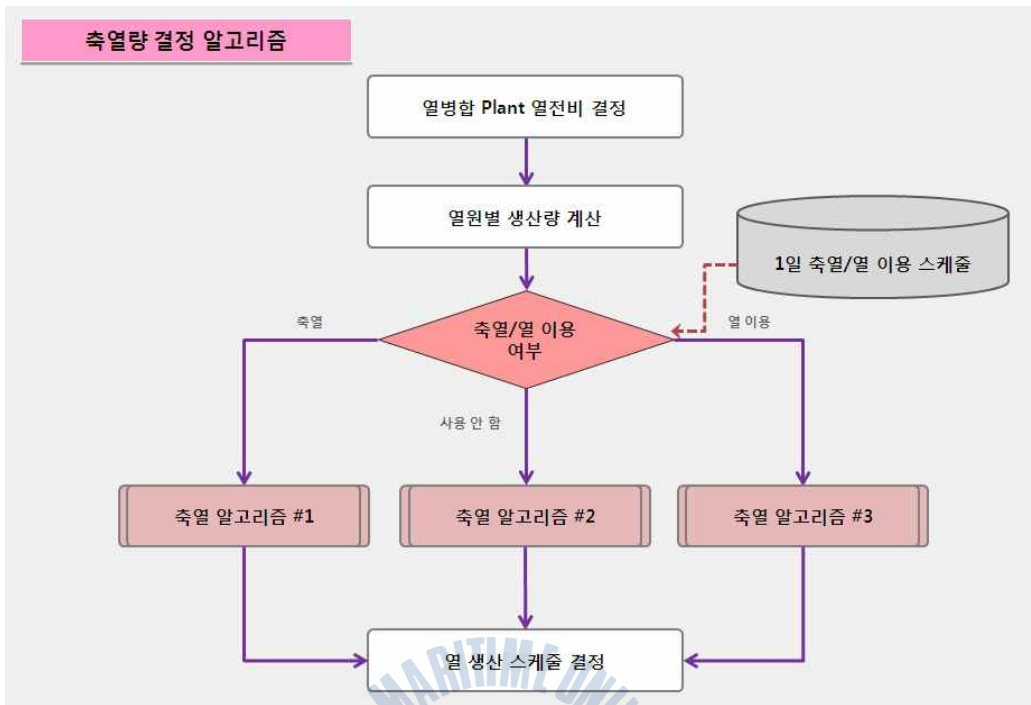 축열량 결정 알고리즘
열병합 Plant 열전비 결정
열원별 생산량 계산
1일 축열/열 이용 스케줄
축열/열 이용
여부
축열
열 이용
사용 안 함
축열 알고리즘 #1
축열 알고리즘 #2
축열 알고리즘 #3
열 생산 스케줄 결정
MARITIME UNI